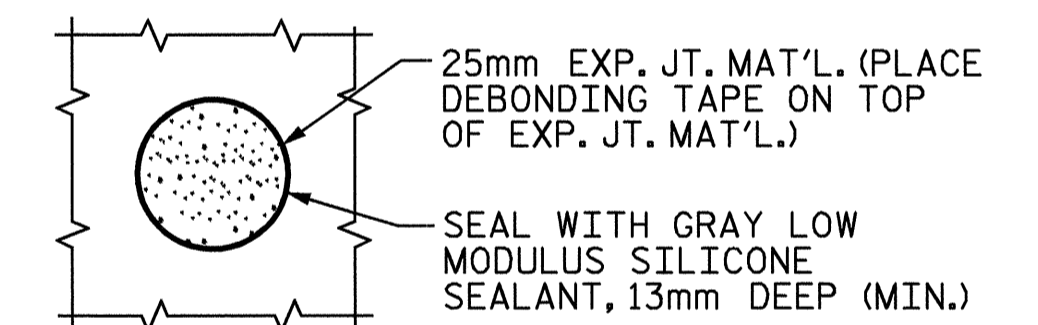 25mm EXP. JT. MAT'L. (PLACE
DEBONDING TAPE ON TOP
OF EXP. JT. MAT'L.)
SEAL WITH GRAY LOW
MODULUS SILICONE
SEALANT, 13mm DEEP (MIN.)